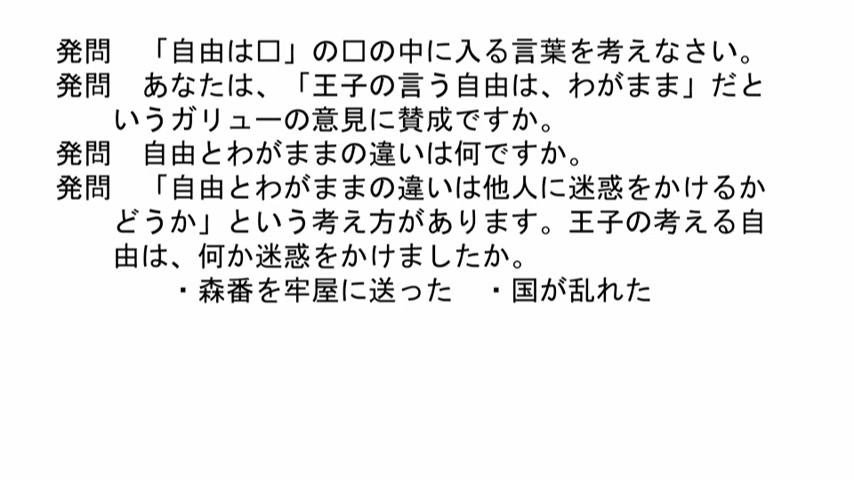 発問　「自由は□」の□の中に入る言葉を考えなさい。
発問　あなたは、「王子の言う自由は、わがまま」だと
いうガリューの意見に賛成ですか。
発問　自由とわがままの違いは何ですか。
発問　「自由とわがままの違いは他人に迷惑をかけるか
どうか」という考え方があります。王子の考える自
由は、何か迷惑をかけましたか。
・森番を牢屋に送った　・国が乱れた